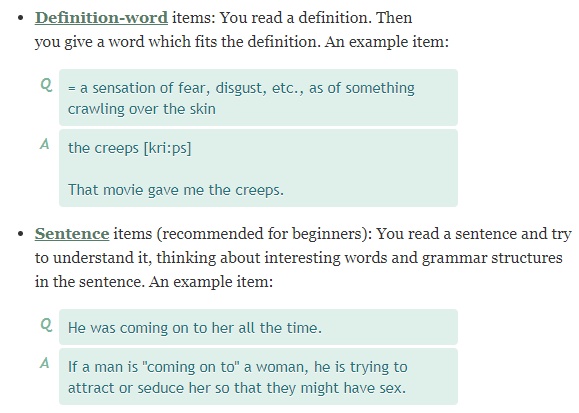 Definition-word items: You read a definition. Then
you give a word which fits the definition. An example item:
Q
= a sensation of fear, disgust, etc., as of something
crawling over the skin
A
the creeps [kri:ps]
That movie gave me the creeps.
Sentence items (recommended for beginners): You read a sentence and try
to understand it, thinking about interesting words and grammar structures
in the sentence. An example item:
Q
He was coming on to her all the time.
A
If a man is "coming on to" a woman, he is trying to
attract or seduce her so that they might have sex.